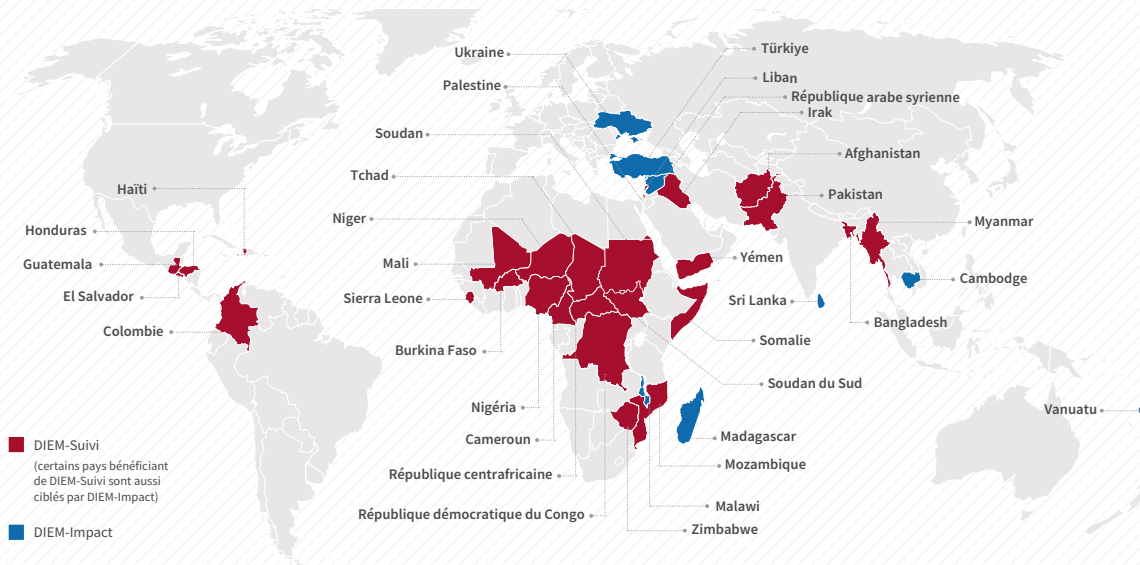 Ukraine
Türkiye
Palestine
Liban
République arabe syrienne
Irak
Soudan
Afghanistan
Tchad
Haïti
Pakistan
Niger
Myanmar
Honduras
Mali
Yémen
Guatemala
Cambodge
El Salvador
Sierra Leone
Sri Lanka
Colombie
Bangladesh
Burkina Faso
Somalie
Soudan du Sud
Nigéria
Vanuatu
Cameroun
Madagascar
DIEM-Suivi
(certains pays bénéficiant
de DIEM-Suivi sont aussi
ciblés par DIEM-Impact)
Mozambique
République centrafricaine
Malawi
République démocratique du Congo
Zimbabwe
DIEM-Impact